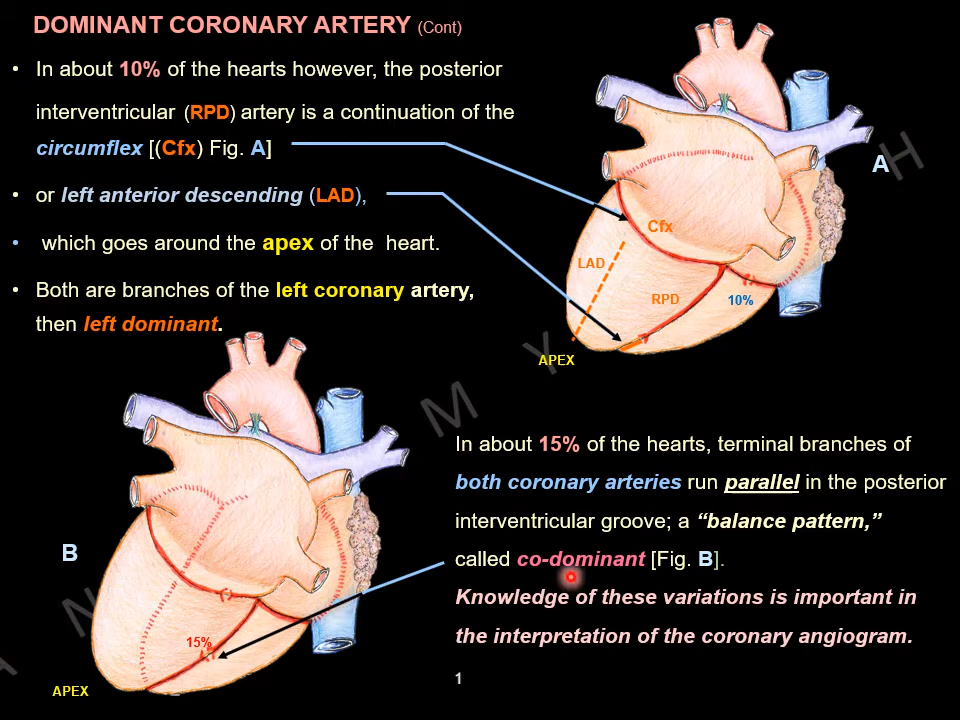 DOMINANT CORONARY ARTERY (Cont)
• In about 10% of the hearts however, the posterior
interventricular (RPD) artery is a continuation of the
circumflex [(Cfx) Fig. A]
• or left anterior descending (LAD),
• which goes around the apex of the heart.
• Both are branches of the left coronary artery,
then left dominant.
A
Cfx
LAD
RPD
10%
APEX
In about 15% of the hearts, terminal branches of
both coronary arteries run parallel in the posterior
interventricular groove; a “balance pattern,”
called co-dominant [Fig. B].
Knowledge of these variations is important in
the interpretation of the coronary angiogram.
B
15%
APEX
1